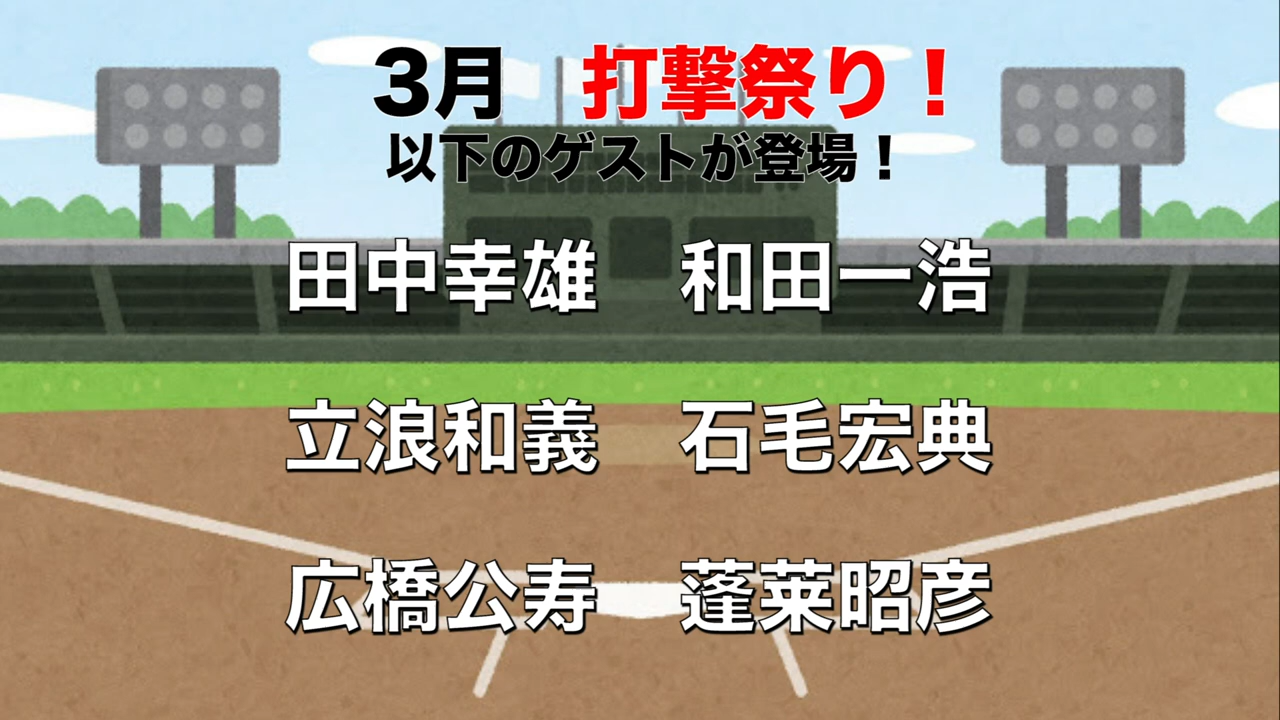 3月　打撃祭り！
以下のゲストが登場！
田中幸雄　和田一浩
立浪和義　石毛宏典
広橋公寿　蓬莱昭彦